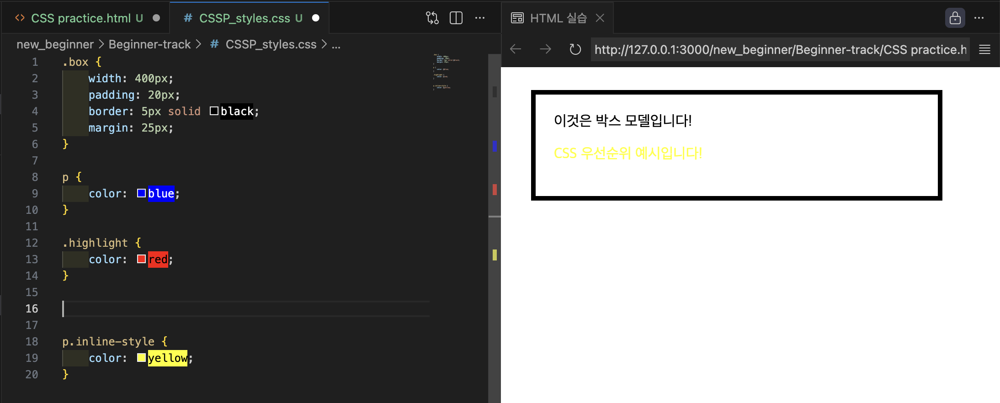 CSS practice.html U
CSSP_styles.css U
HTML 실습
new_beginner > Beginner-track > # CSSP_styles.css > ...
http://127.0.0.1:3000/new_beginner/Beginner-track/CSS practice.h
1 .box {
2 width: 400px;
3 padding: 20px;
4 border: 5px solid black;
5 margin: 25px;
6 }
7
8 p {
9 color: blue;
10 }
11
12 .highlight {
13 color: red;
14 }
15
16
17
18 p.inline-style {
19 color: yellow;
20 }
이것은 박스 모델입니다!
CSS 우선순위 예시입니다!